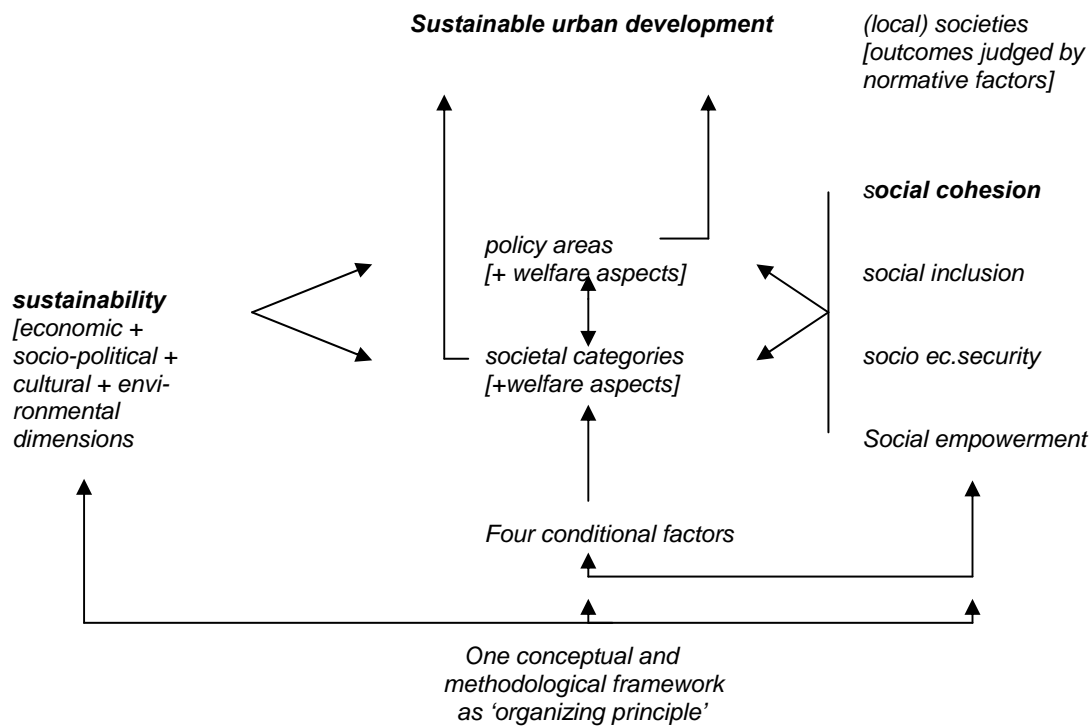 Sustainable urban development
(local) societies
[outcomes judged by
normative factors]
social cohesion
policy areas
[+ welfare aspects]
social inclusion
sustainability
[economic +
socio-political +
cultural + envi-
ronmental
dimensions
societal categories
[+welfare aspects]
socio ec.security
Social empowerment
Four conditional factors
One conceptual and
methodological framework
as ‘organizing principle’